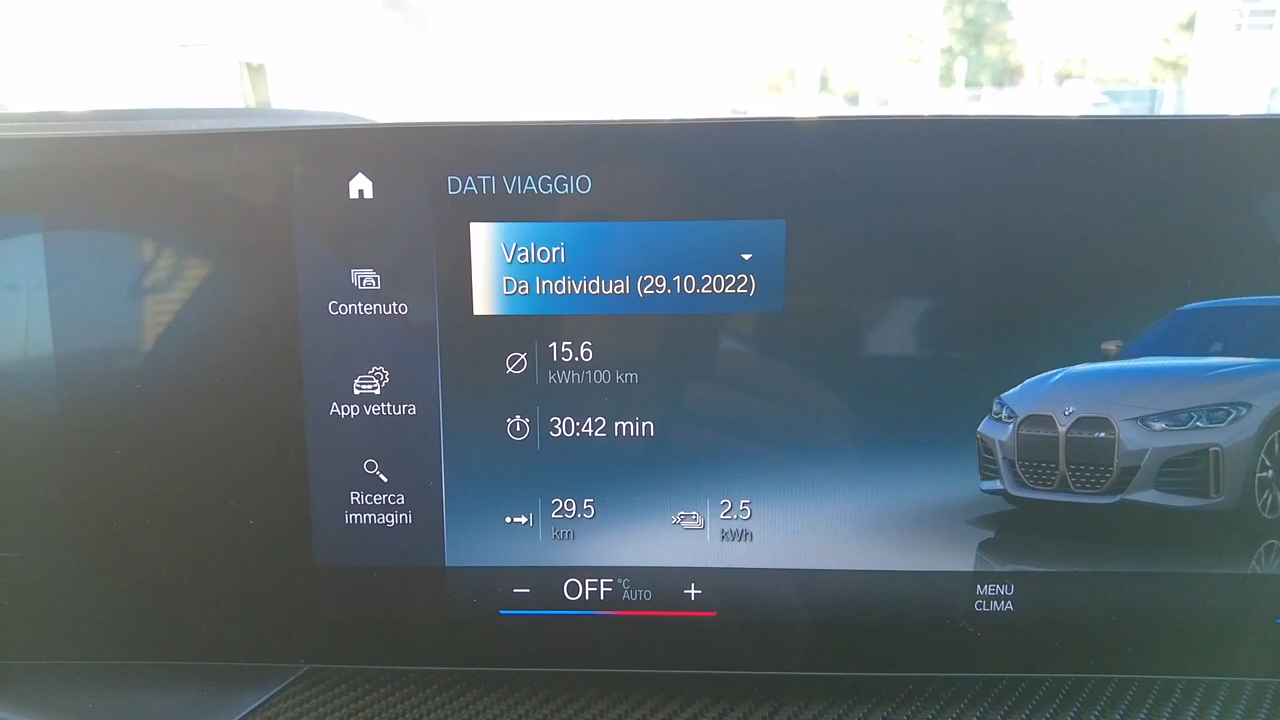 DATI VIAGGIO
Valori
Da Individual (29.10.2022)
Contenuto
15.6
kWh/100 km
App vettura
30:42 min
Ricerca
immagini
29.5
km
2.5
kWh
− OFF °C AUTO +
MENU
CLIMA